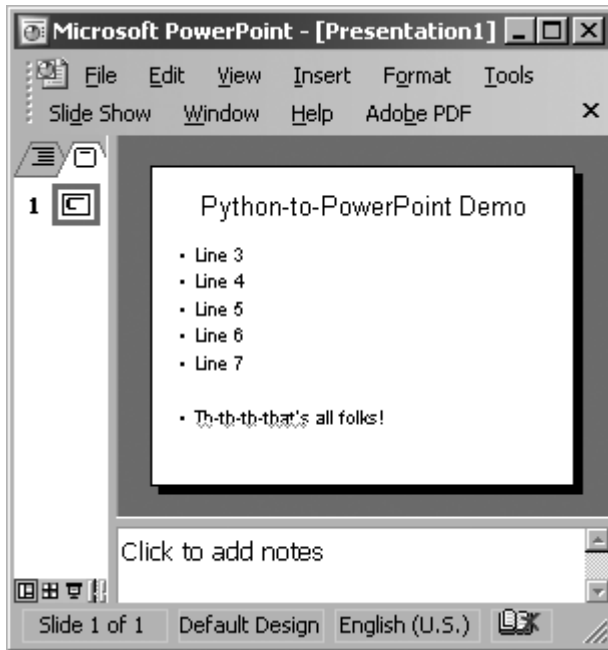 Microsoft PowerPoint - [Presentation1]
File Edit View Insert Format Tools
Slide Show Window Help Adobe PDF
1
Python-to-PowerPoint Demo
• Line 3
• Line 4
• Line 5
• Line 6
• Line 7
• Th-th-th-that's all folks!
Click to add notes
Slide 1 of 1 Default Design English (U.S.)